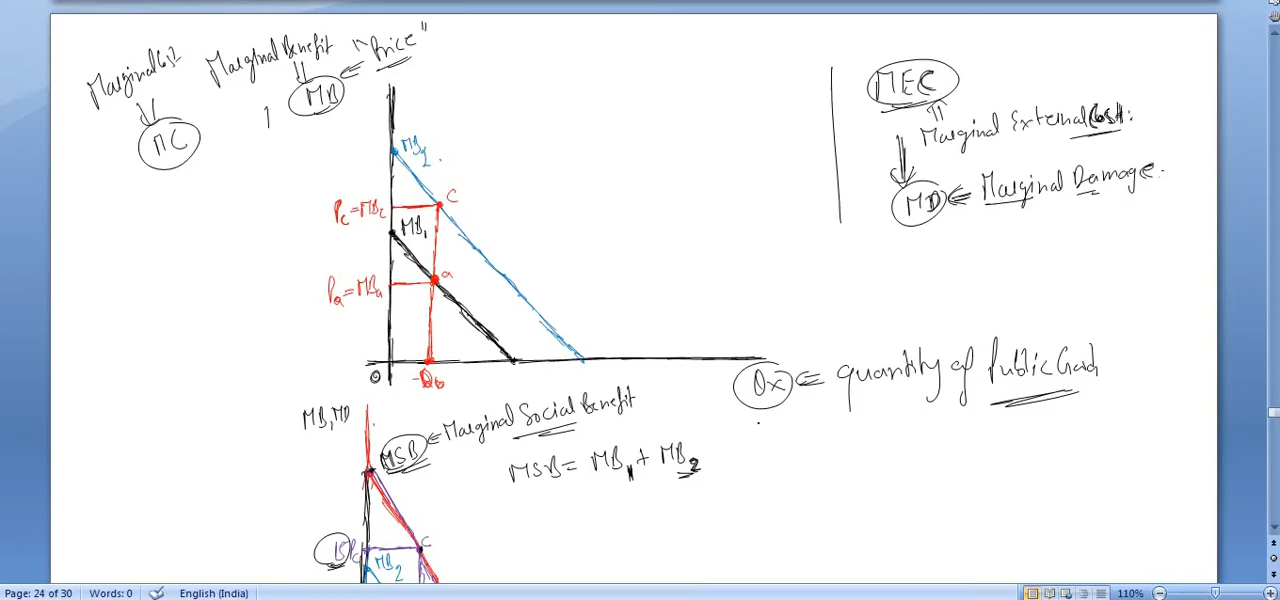 Marginal Cost
MC
Marginal Benefit
MB
"Price"
MB2
Pc=MBc
C
MB1
Pa=MBa
a
0
MEC
Marginal External Cost:
MD
Marginal Damage.
Qx
quantity of Public Good
MB, MD
MSB
Marginal Social Benefit
MSB = MB1 + MB2
C
MB2
Page: 24 of 30
Words: 0
English (India)
110%